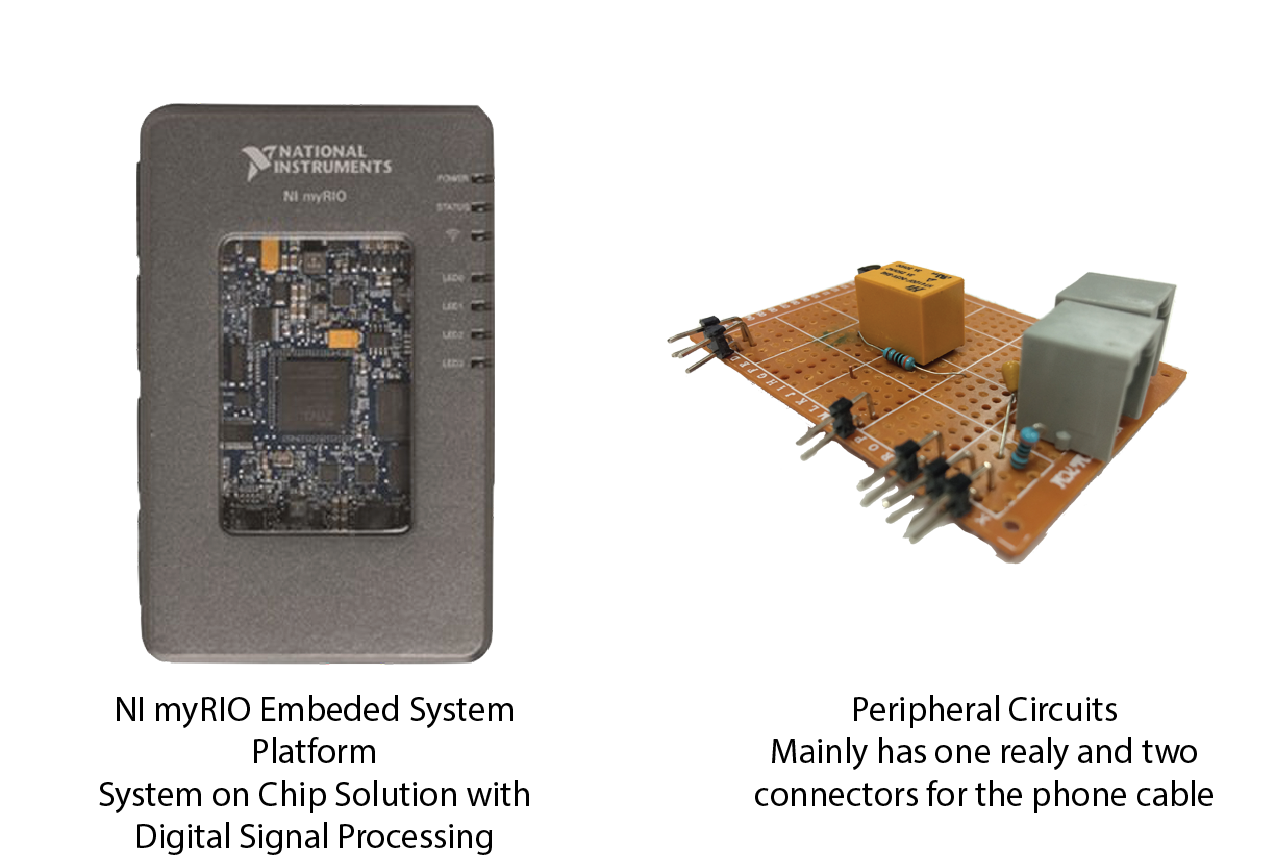 NATIONAL
INSTRUMENTS
NI myRIO
POWER
STATUS
LED0
LED1
LED2
LED3
NI myRIO Embeded System
Platform
System on Chip Solution with
Digital Signal Processing
Peripheral Circuits
Mainly has one realy and two
connectors for the phone cable